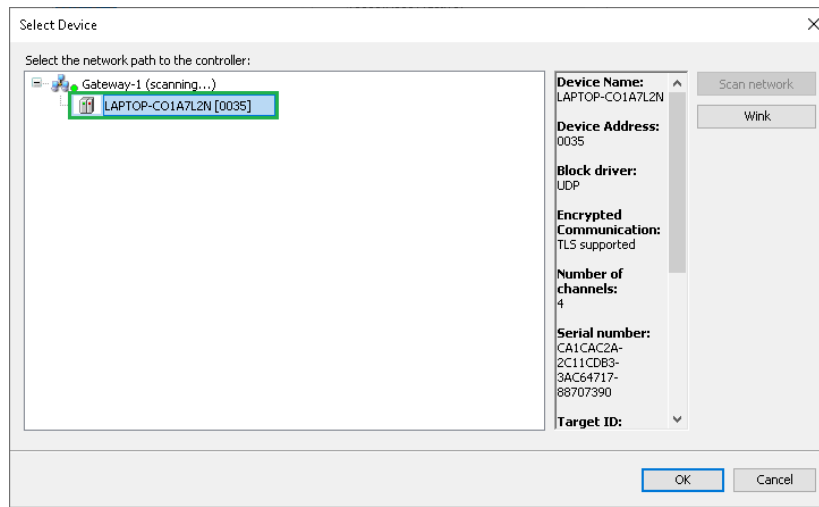 Select Device
Select the network path to the controller:
Gateway-1 (scanning...)
LAPTOP-CO1A7L2N [0035]
Device Name:
LAPTOP-CO1A7L2N
Device Address:
0035
Block driver:
UDP
Encrypted
Communication:
TLS supported
Number of
channels:
4
Serial number:
CA1CAC2A-
2C11CDB3-
3AC64717-
88707390
Target ID:
Scan network
Wink
OK
Cancel